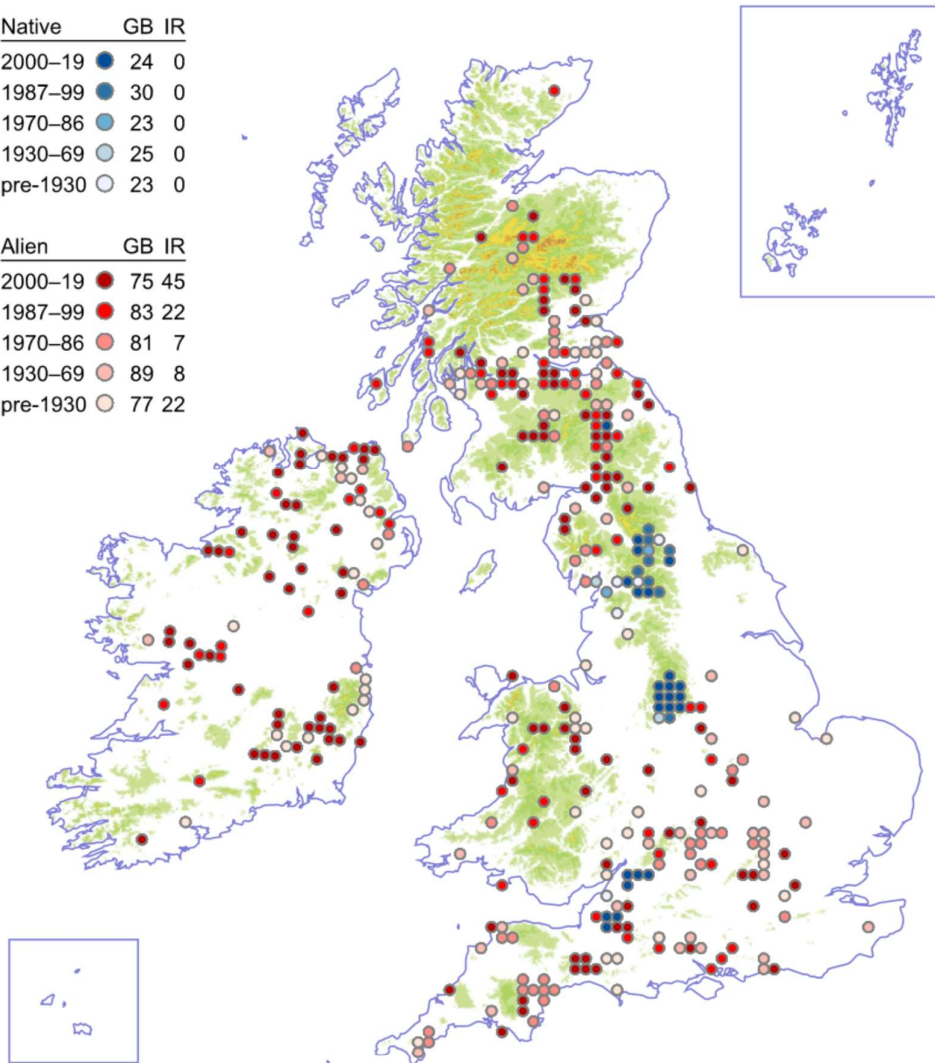 Native GB IR
2000–19 24 0
1987–99 30 0
1970–86 23 0
1930–69 25 0
pre-1930 23 0
Alien GB IR
2000–19 75 45
1987–99 83 22
1970–86 81 7
1930–69 89 8
pre-1930 77 22